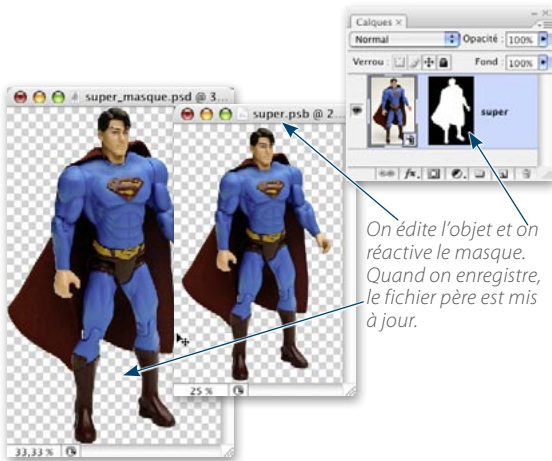 Calques ×
Normal Opacité : 100%
Verrou : Fond : 100%
super
super_masque.psd @ 3...
super.psb @ 2...
On édite l'objet et on
réactive le masque.
Quand on enregistre,
le fichier père est mis
à jour.
25 %
33,33 %